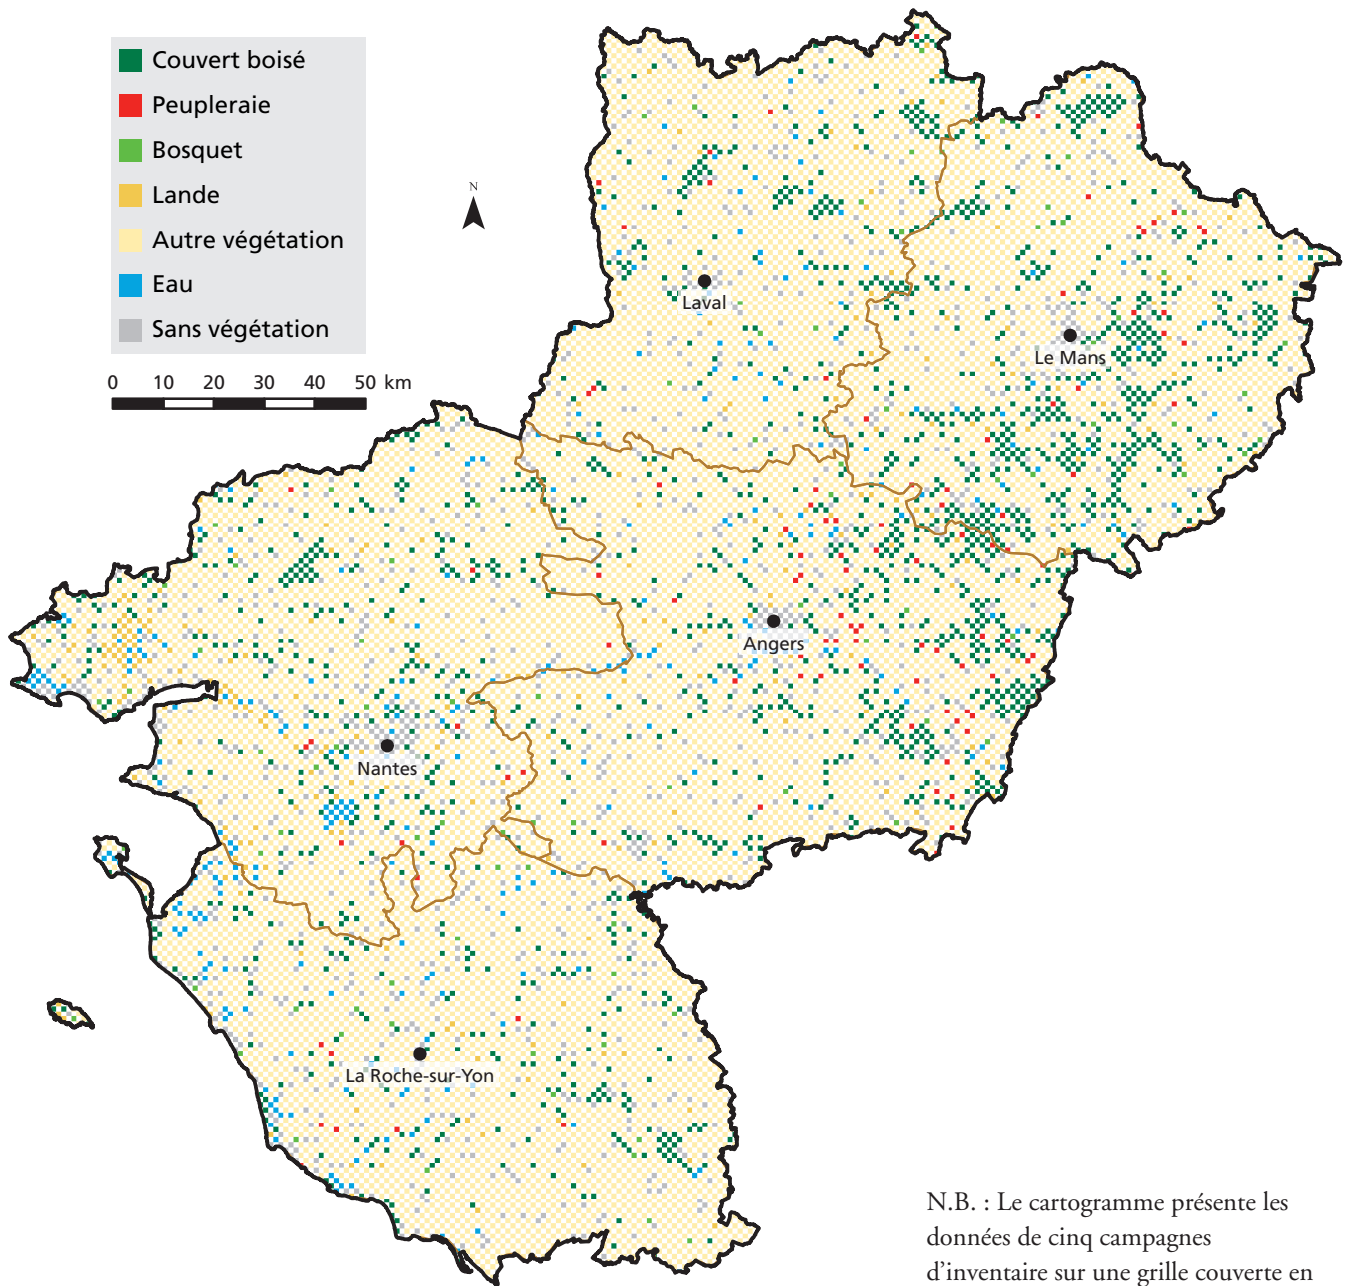 Couvert boisé
Peupleraie
Bosquet
Lande
Autre végétation
Eau
Sans végétation
0 10 20 30 40 50 km
N
Laval
Le Mans
Angers
Nantes
La Roche-sur-Yon
N.B. : Le cartogramme présente les
données de cinq campagnes
d'inventaire sur une grille couverte en